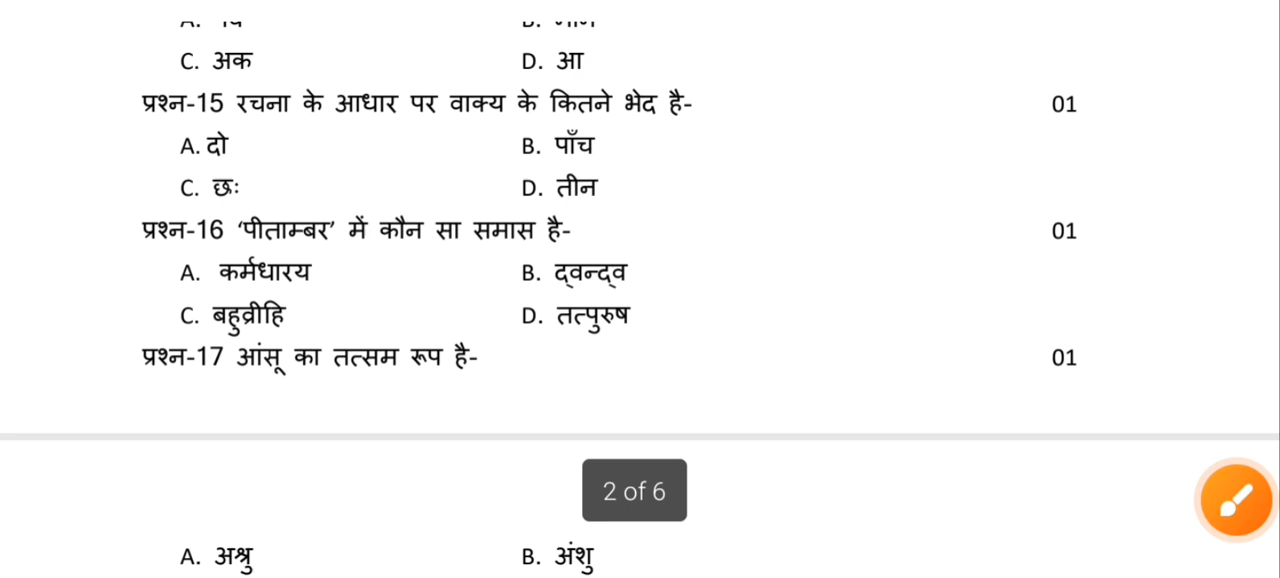 C. अक D. आ
प्रश्न-15 रचना के आधार पर वाक्य के कितने भेद है- 01
A. दो B. पाँच
C. छः D. तीन
प्रश्न-16 ‘पीताम्बर’ में कौन सा समास है- 01
A. कर्मधारय B. द्वन्द्व
C. बहुव्रीहि D. तत्पुरुष
प्रश्न-17 आंसू का तत्सम रूप है- 01
2 of 6
A. अश्रु B. अंशु